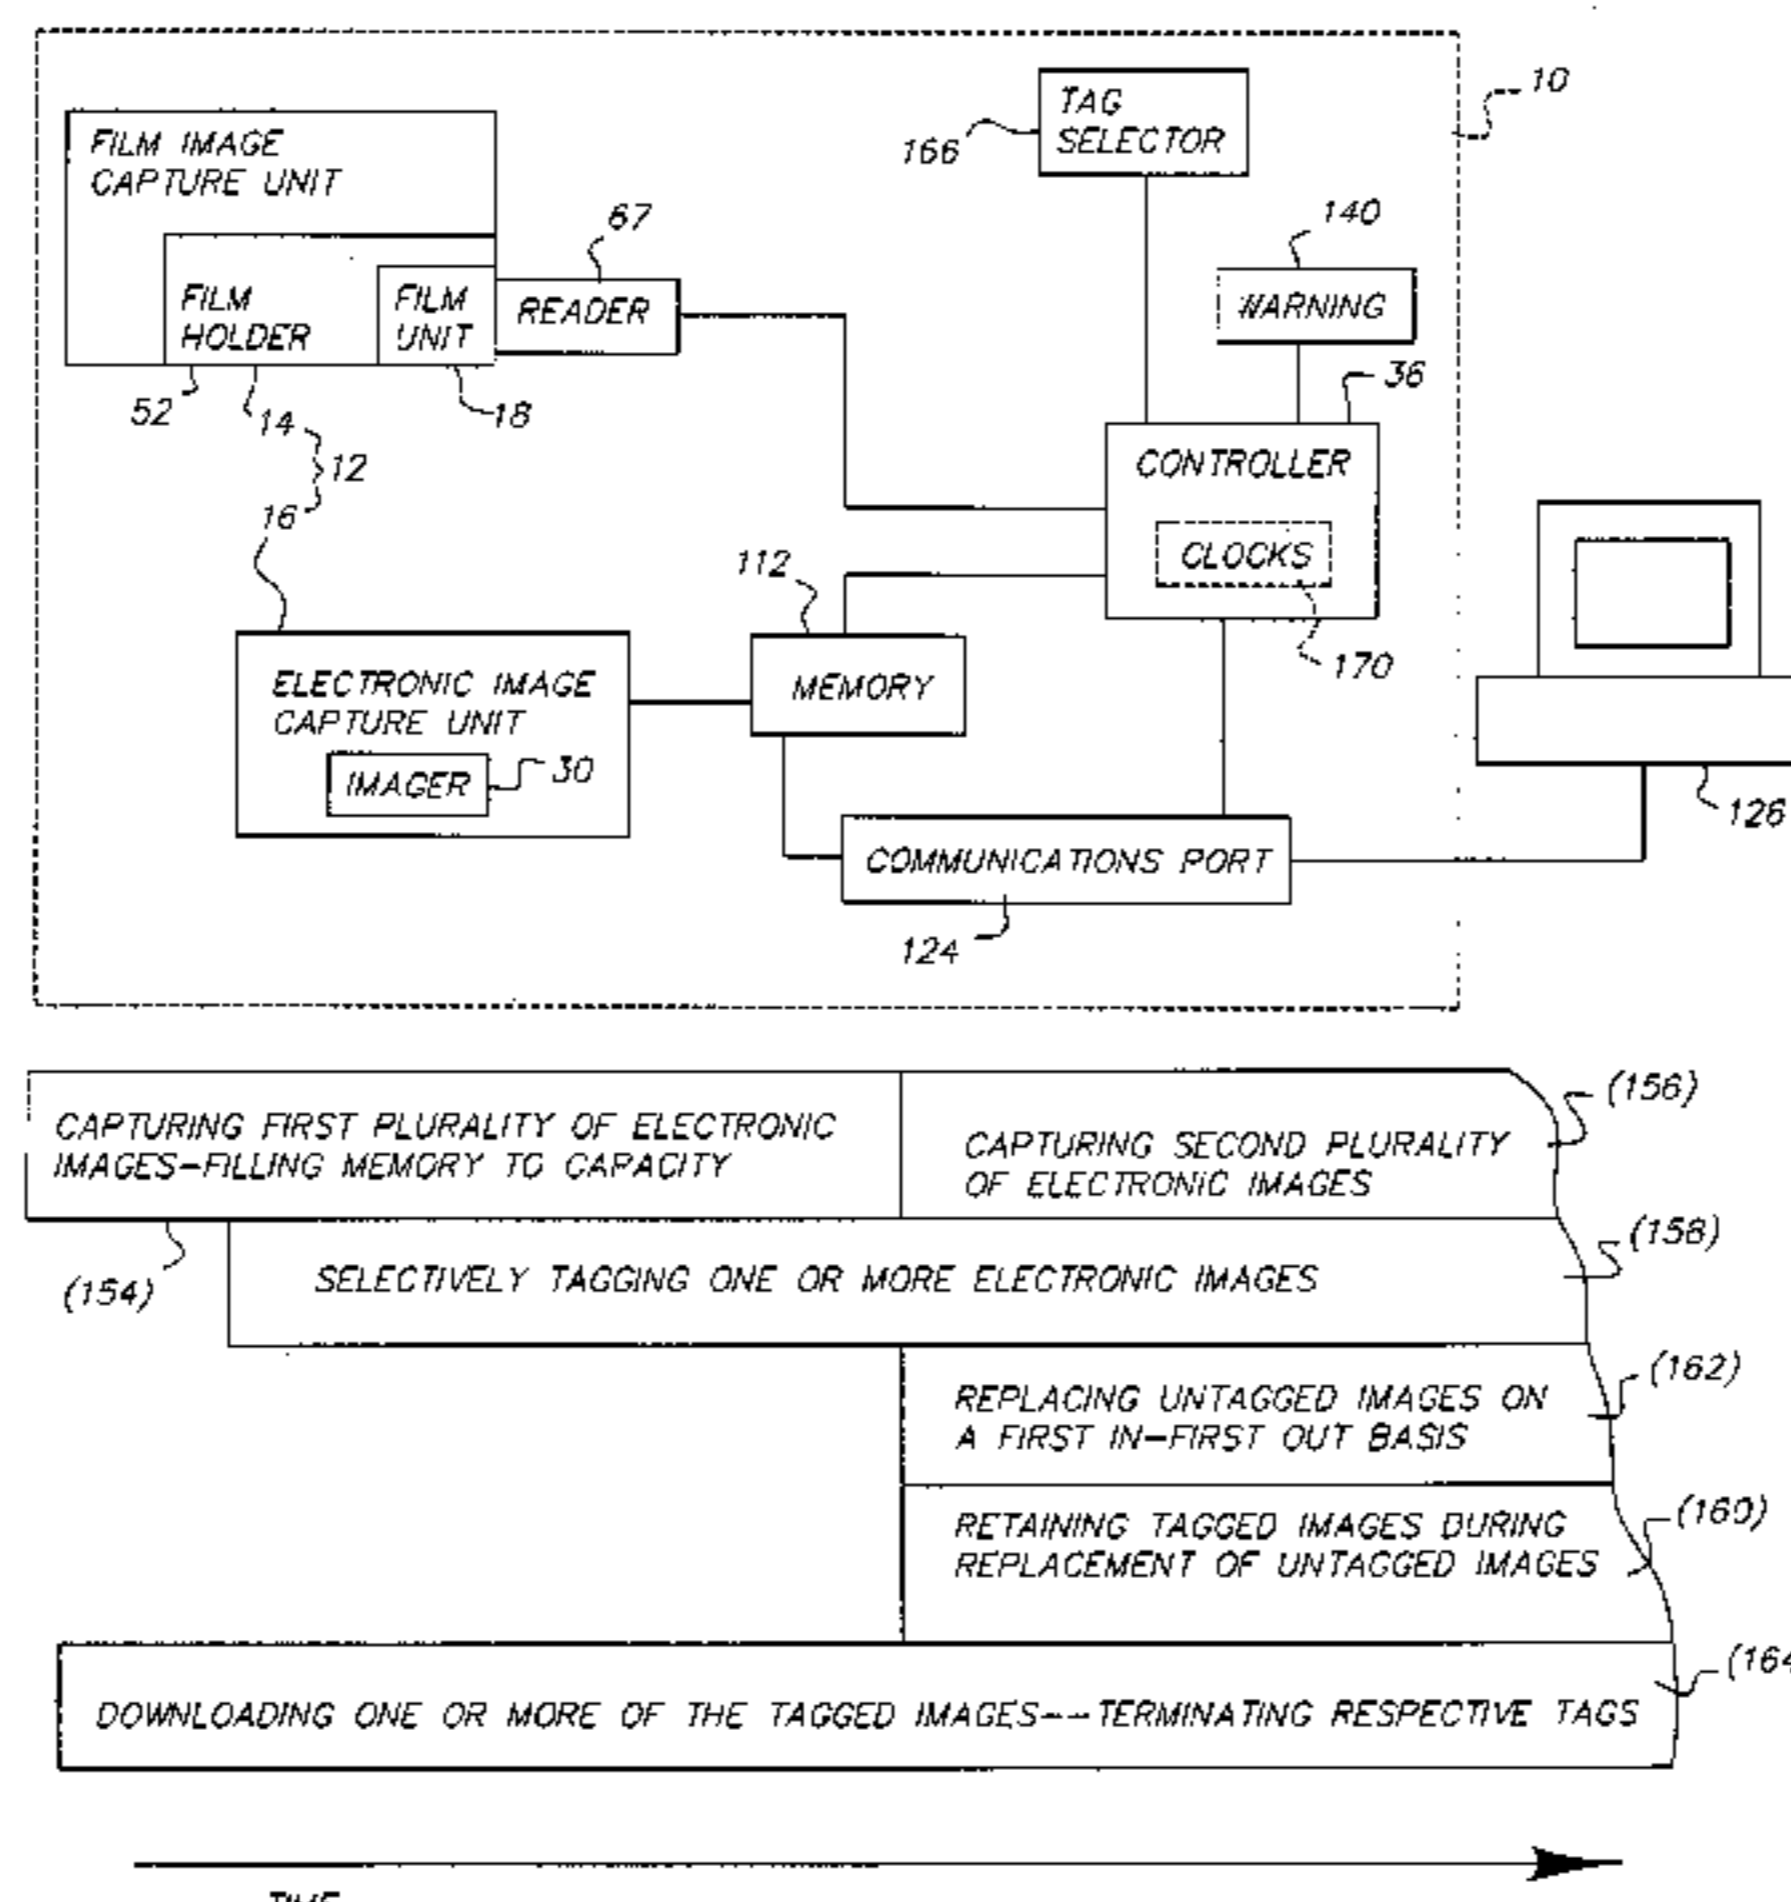 10
TAG
SELECTOR
166
FILM IMAGE
CAPTURE UNIT
67
140
FILM
HOLDER
FILM
UNIT
READER
WARNING
52
14
18
36
12
CONTROLLER
16
CLOCKS
112
170
ELECTRONIC IMAGE
CAPTURE UNIT
MEMORY
IMAGER
30
126
COMMUNICATIONS PORT
124
CAPTURING FIRST PLURALITY OF ELECTRONIC
IMAGES-FILLING MEMORY TO CAPACITY
(156)
CAPTURING SECOND PLURALITY
OF ELECTRONIC IMAGES
(158)
(154)
SELECTIVELY TAGGING ONE OR MORE ELECTRONIC IMAGES
(162)
REPLACING UNTAGGED IMAGES ON
A FIRST IN-FIRST OUT BASIS
(160)
RETAINING TAGGED IMAGES DURING
REPLACEMENT OF UNTAGGED IMAGES
(164
DOWNLOADING ONE OR MORE OF THE TAGGED IMAGES--TERMINATING RESPECTIVE TAGS
TIME